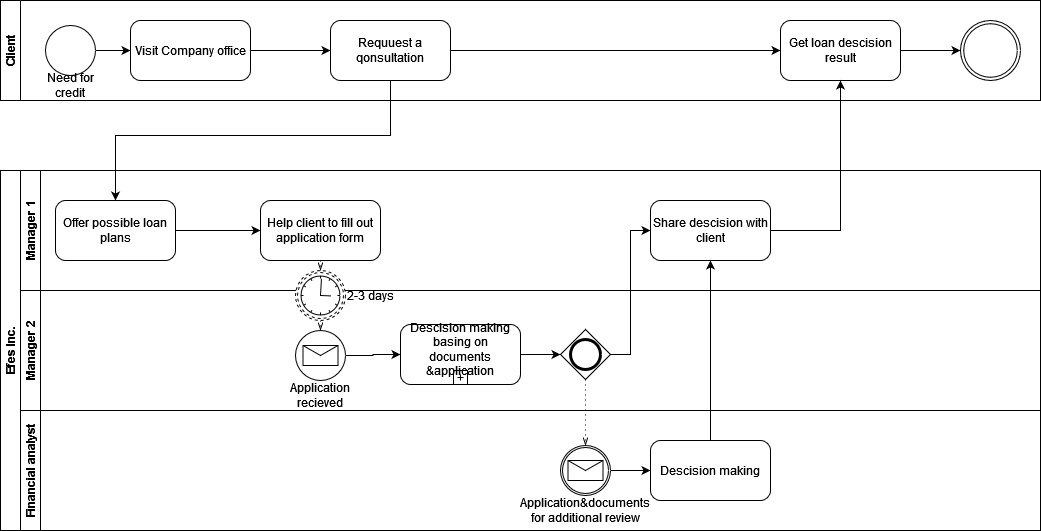 Client
Need for
credit
Visit Company office
Requuest a
qonsultation
Get loan descision
result
Efes Inc.
Manager 1
Offer possible loan
plans
Help client to fill out
application form
Share descision with
client
2-3 days
Manager 2
Application
recieved
Descision making
basing on
documents
&application
Financial analyst
Application&documents
for additional review
Descision making